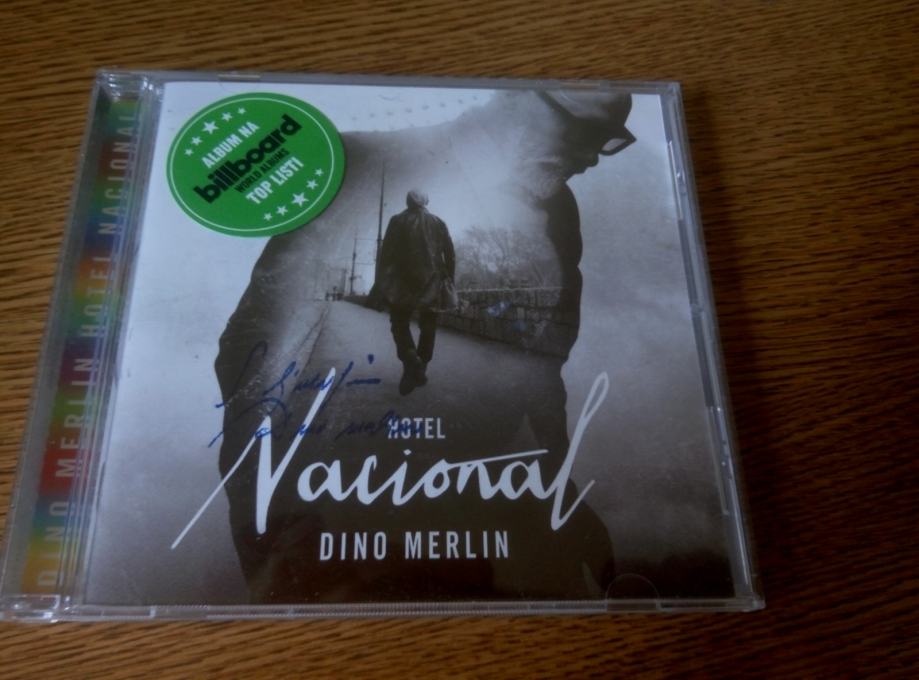 ALBUM NA
billboard
WORLD ALBUMS
TOP LISTI
HOTEL
Nacional
DINO MERLIN
DINO MERLIN HOTEL NACIONAL